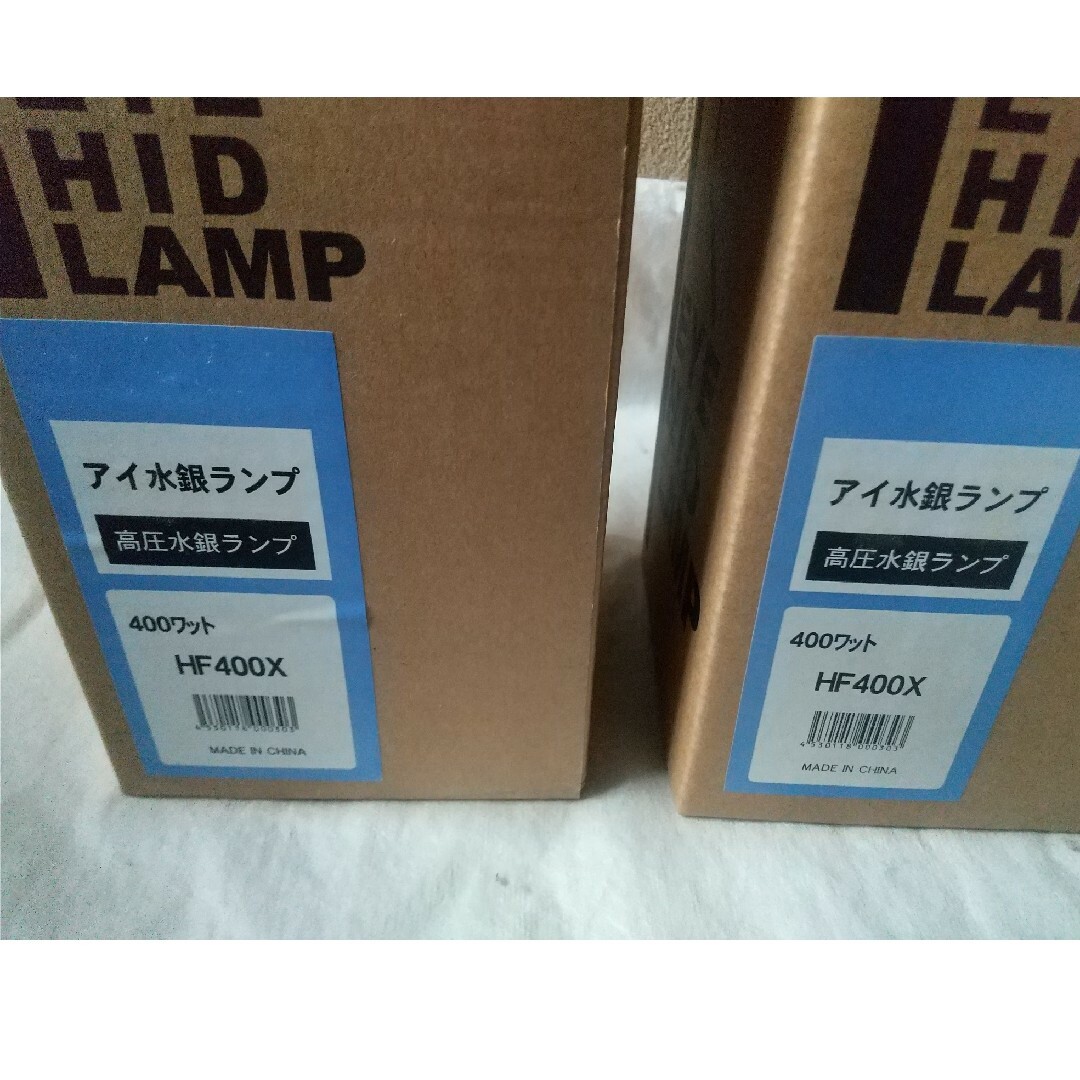 EYE
HID
LAMP
アイ水銀ランプ
高圧水銀ランプ
400ワット
HF400X
MADE IN CHINA
アイ水銀ランプ
高圧水銀ランプ
400ワット
HF400X
4550118000303
MADE IN CHINA